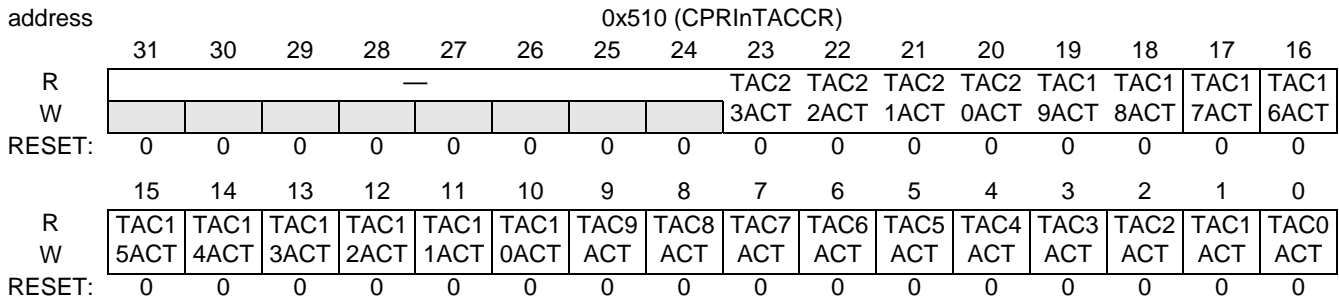 address 0x510 (CPRInTACCR)
31 30 29 28 27 26 25 24 23 22 21 20 19 18 17 16
R — TAC2 TAC2 TAC2 TAC2 TAC1 TAC1 TAC1 TAC1
W 3ACT 2ACT 1ACT 0ACT 9ACT 8ACT 7ACT 6ACT
RESET: 0 0 0 0 0 0 0 0 0 0 0 0 0 0 0 0
15 14 13 12 11 10 9 8 7 6 5 4 3 2 1 0
R TAC1 TAC1 TAC1 TAC1 TAC1 TAC1 TAC9 TAC8 TAC7 TAC6 TAC5 TAC4 TAC3 TAC2 TAC1 TAC0
W 5ACT 4ACT 3ACT 2ACT 1ACT 0ACT ACT ACT ACT ACT ACT ACT ACT ACT ACT ACT
RESET: 0 0 0 0 0 0 0 0 0 0 0 0 0 0 0 0